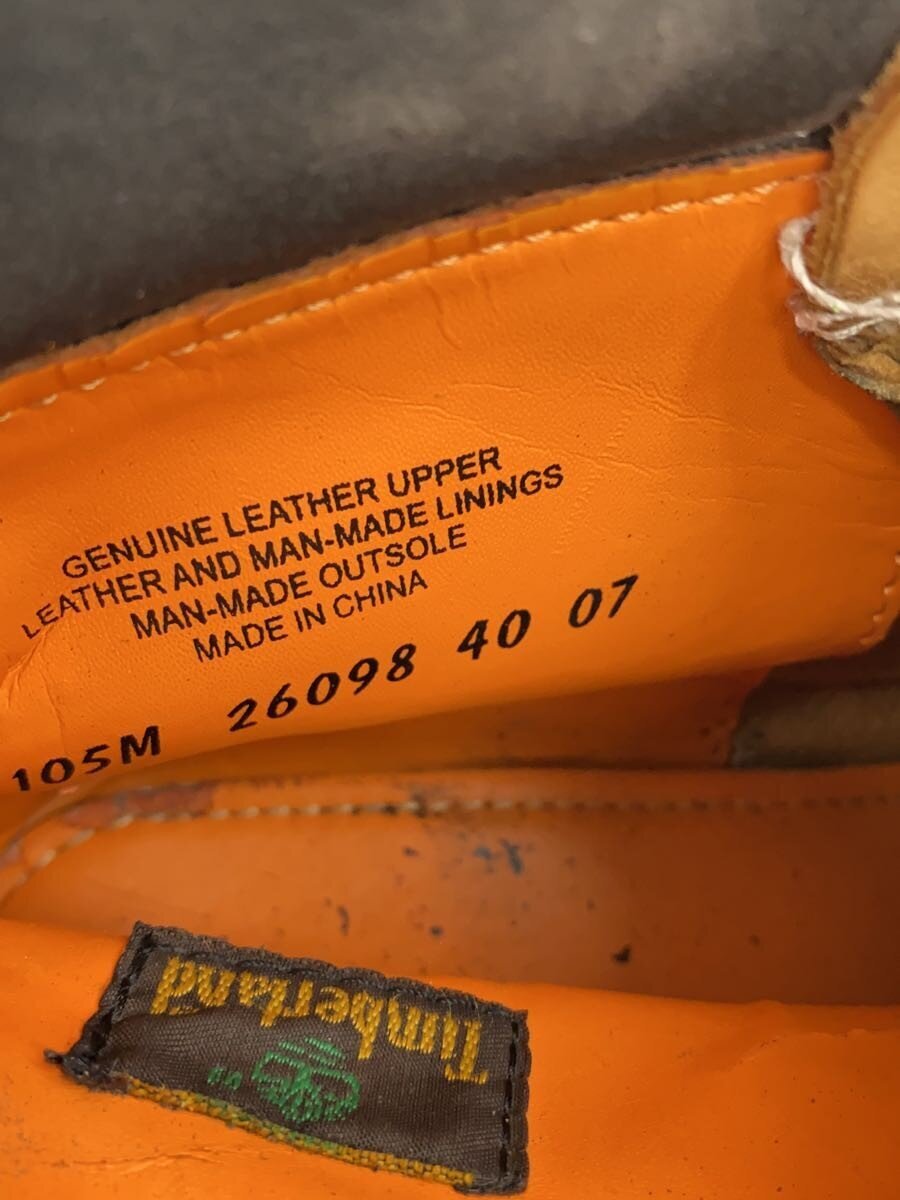 GENUINE LEATHER UPPER
LEATHER AND MAN-MADE LININGS
MAN-MADE OUTSOLE
MADE IN CHINA
105M 26098 40 07
Timberland